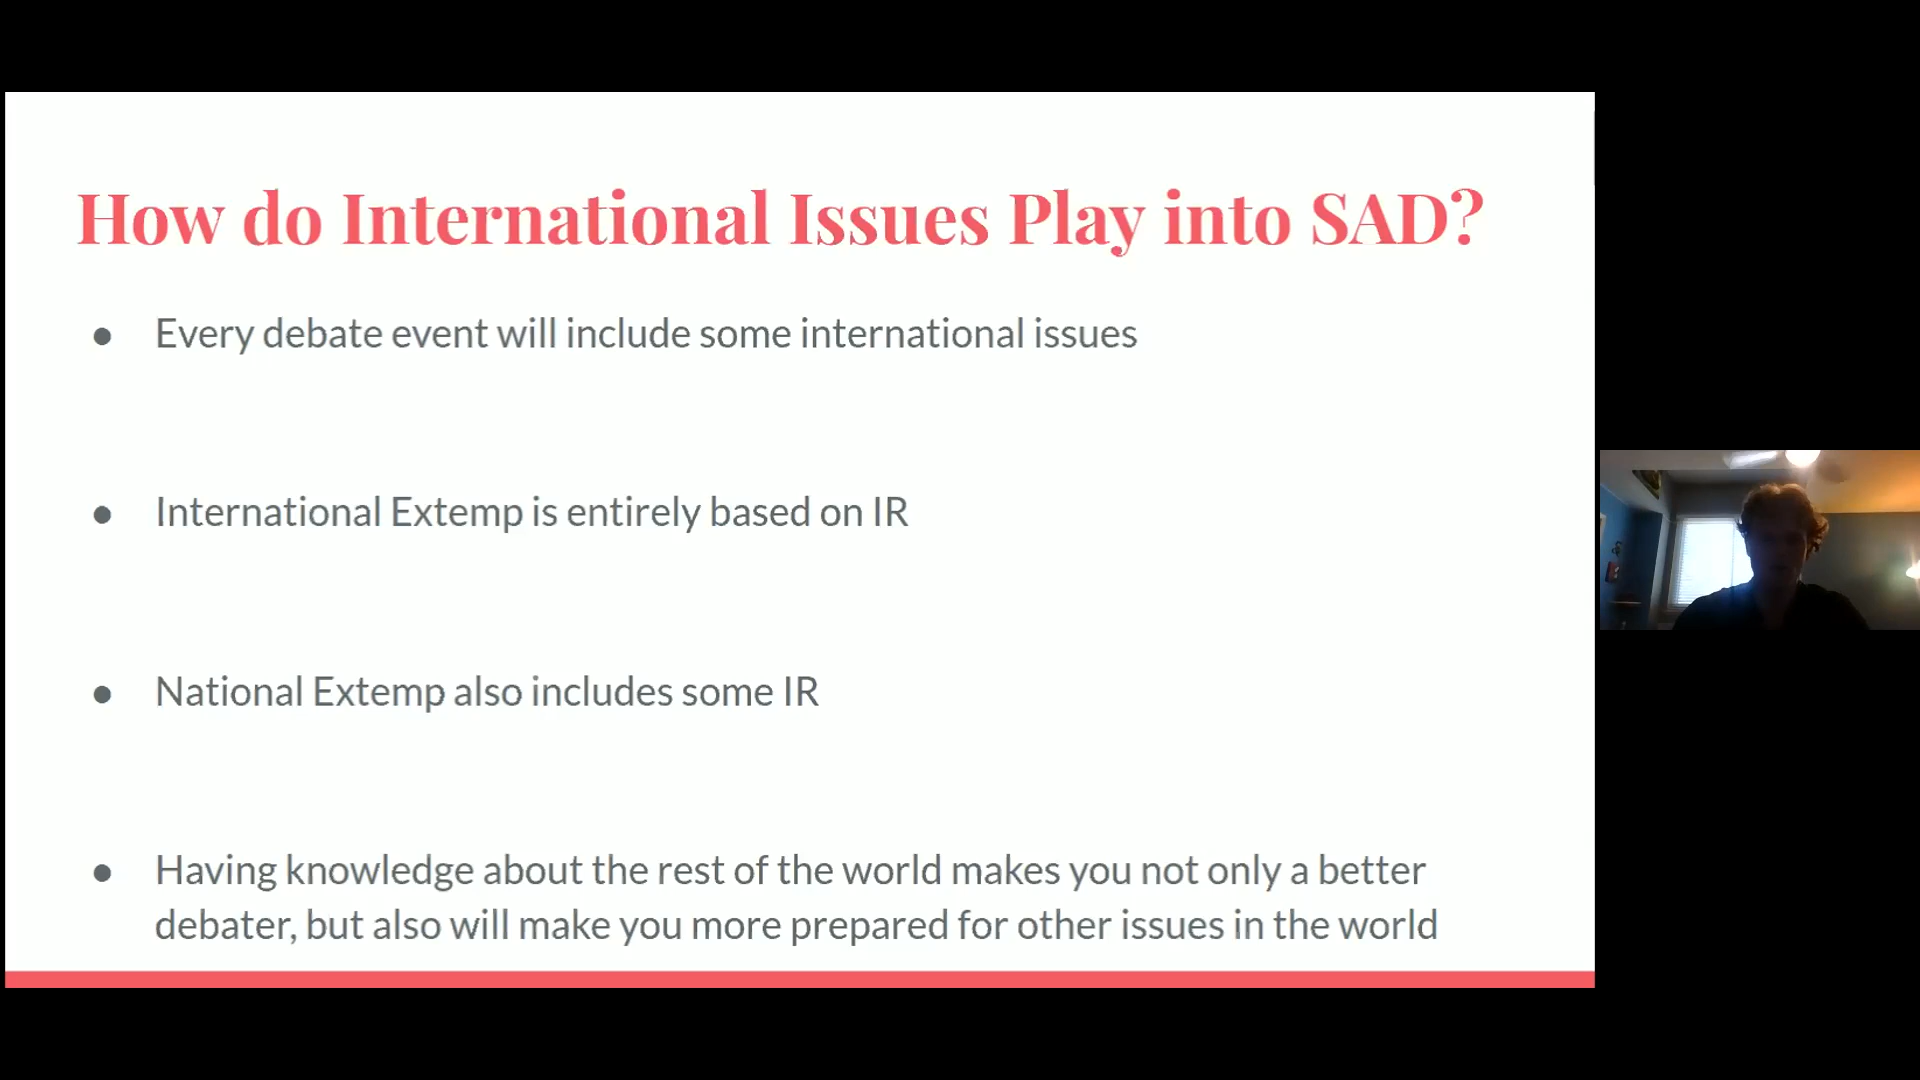 How do International Issues Play into SAD?
● Every debate event will include some international issues
● International Extemp is entirely based on IR
● National Extemp also includes some IR
● Having knowledge about the rest of the world makes you not only a better
debater, but also will make you more prepared for other issues in the world